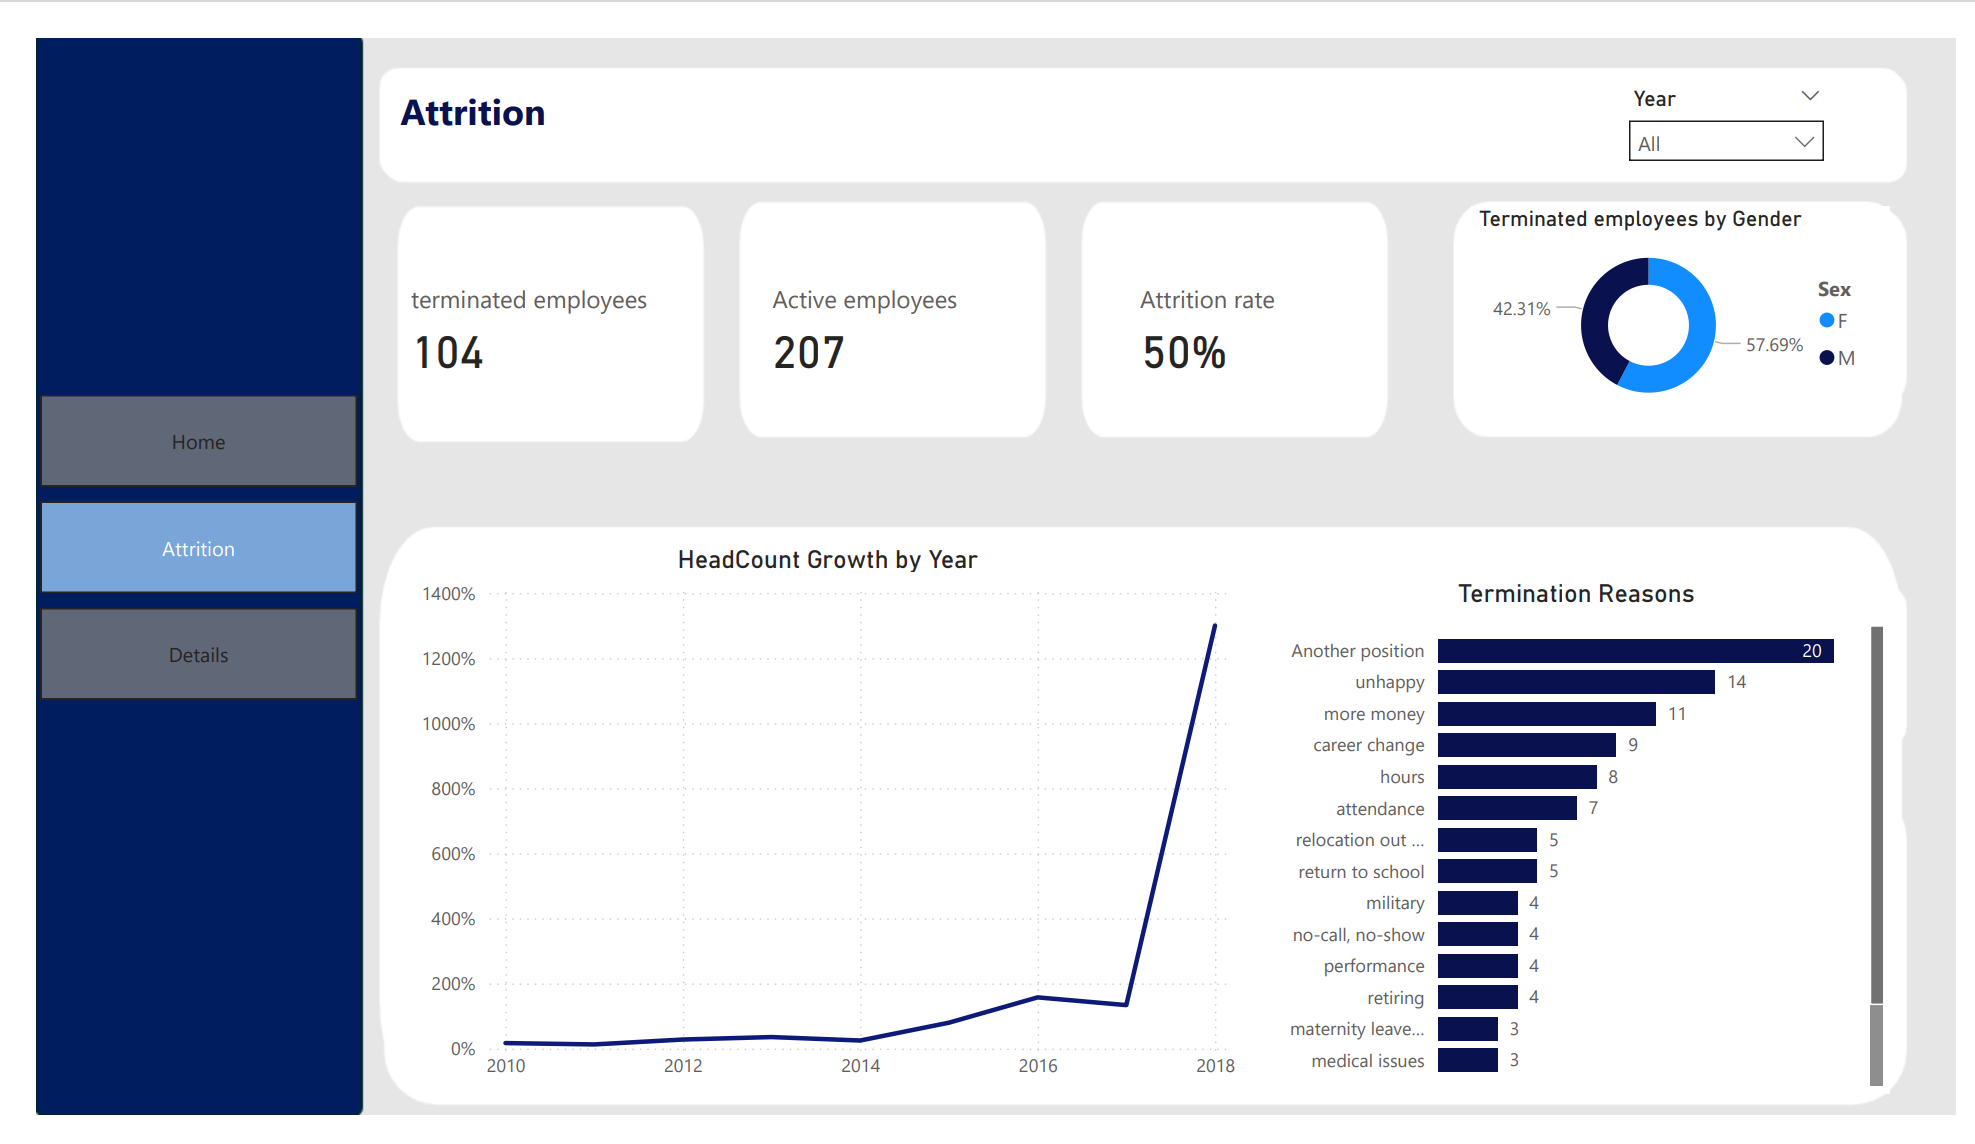 Attrition
Year
All
Home
Attrition
Details
terminated employees
104
Active employees
207
Attrition rate
50%
Terminated employees by Gender
42.31%
57.69%
Sex
F
M
HeadCount Growth by Year
1400%
1200%
1000%
800%
600%
400%
200%
0%
2010 2012 2014 2016 2018
Termination Reasons
Another position 20
unhappy 14
more money 11
career change 9
hours 8
attendance 7
relocation out ... 5
return to school 5
military 4
no-call, no-show 4
performance 4
retiring 4
maternity leave... 3
medical issues 3